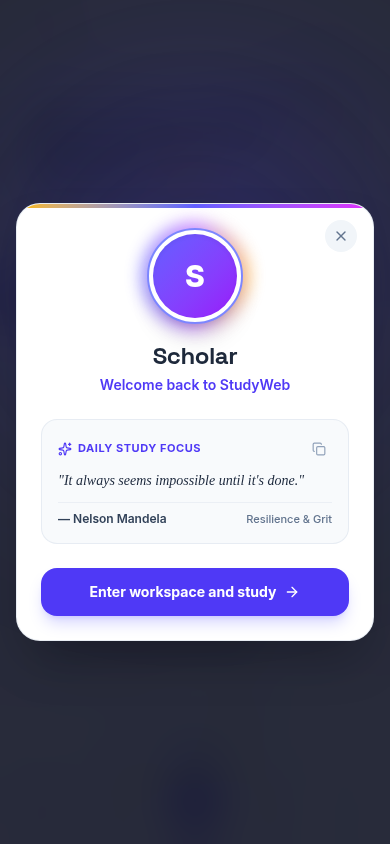 S
Scholar
Welcome back to StudyWeb
DAILY STUDY FOCUS
"It always seems impossible until it's done."
— Nelson Mandela
Resilience & Grit
Enter workspace and study